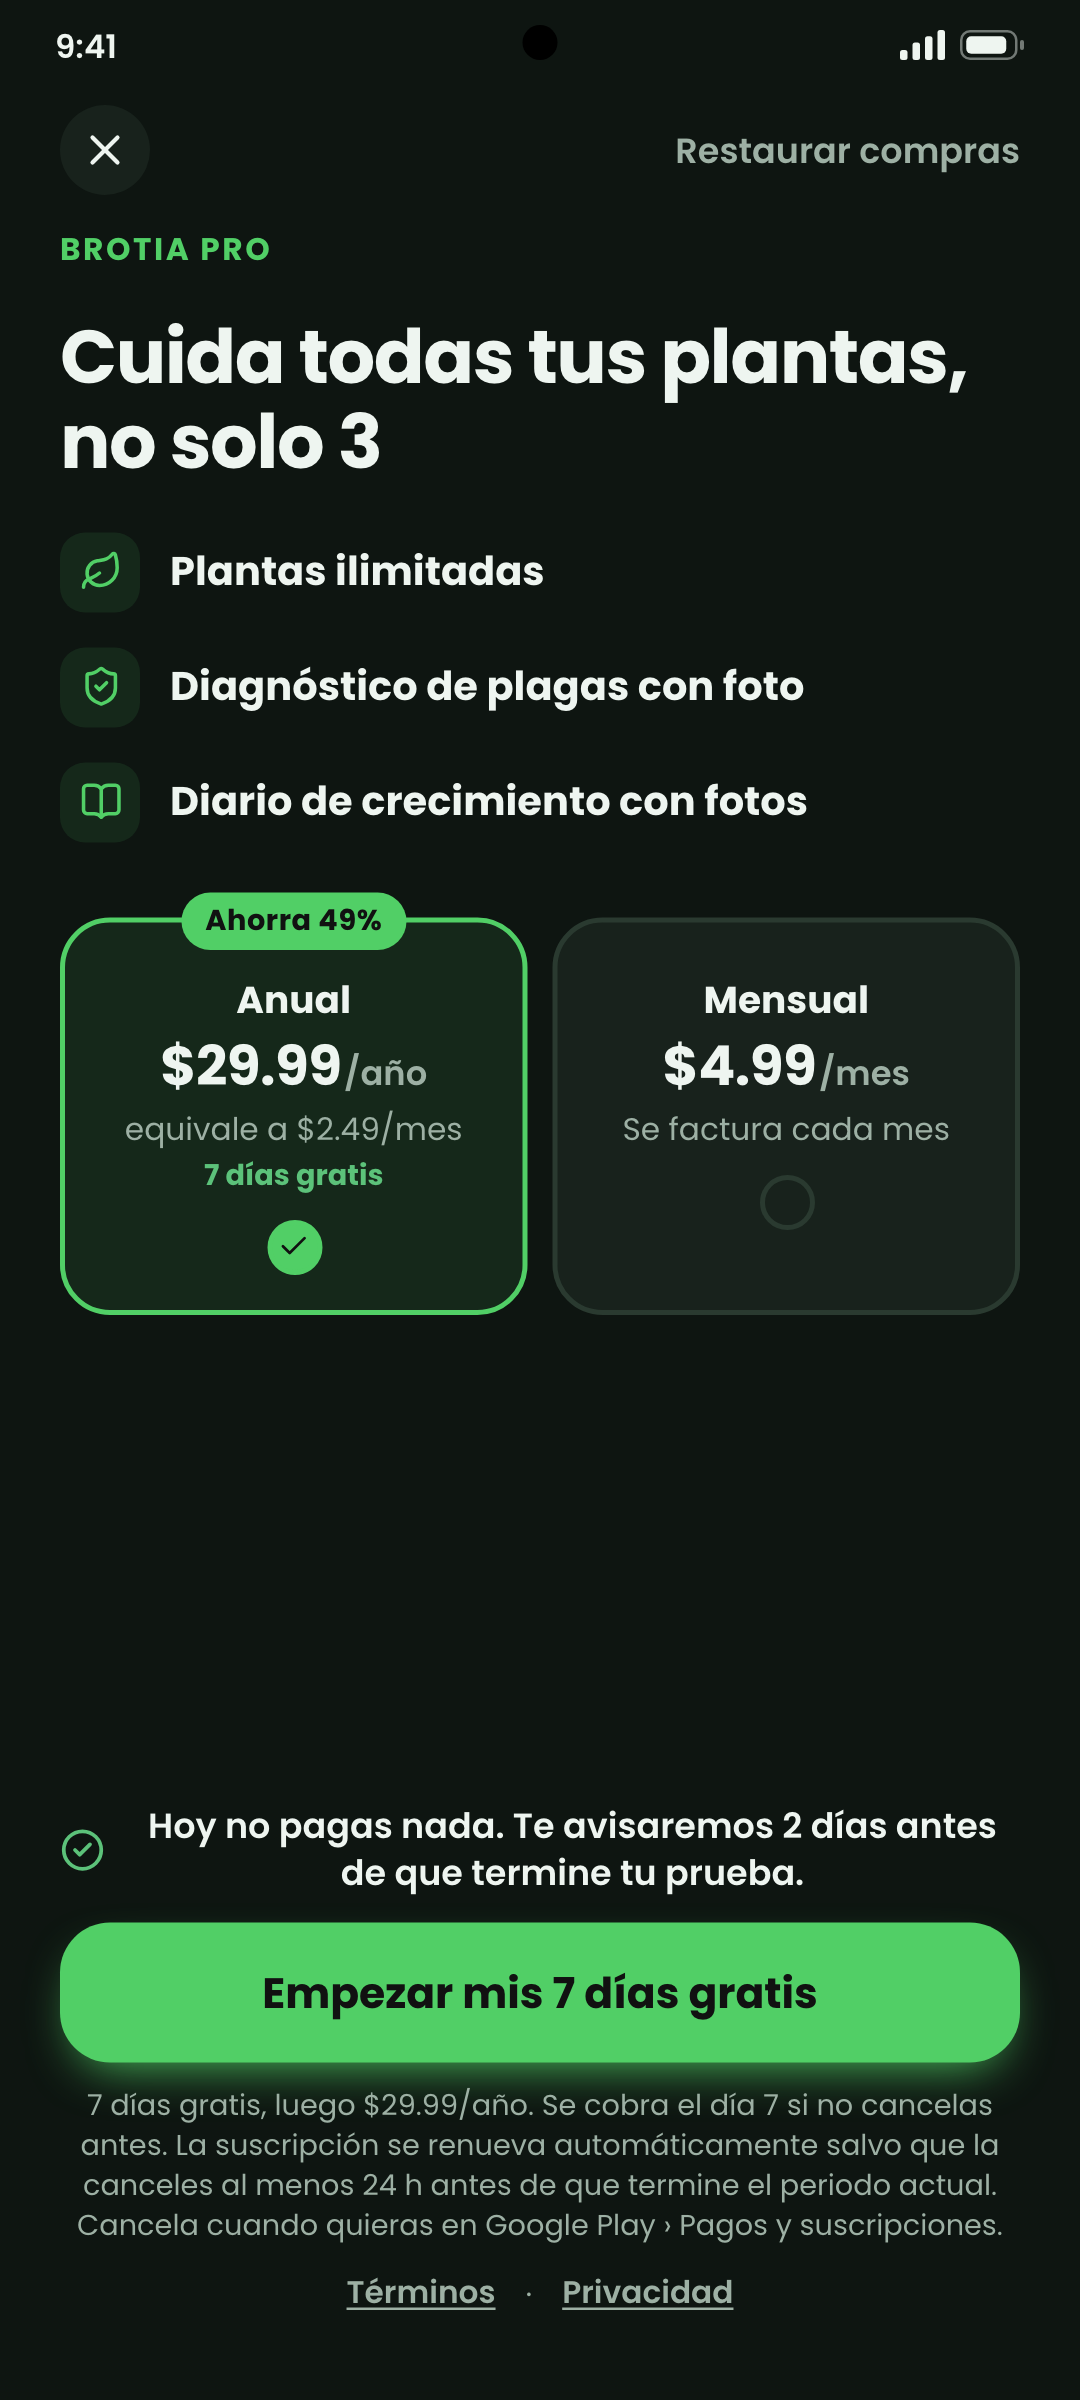 9:41
Restaurar compras
BROTIA PRO
Cuida todas tus plantas,
no solo 3
Plantas ilimitadas
Diagnóstico de plagas con foto
Diario de crecimiento con fotos
Ahorra 49%
Anual
$29.99/año
equivale a $2.49/mes
7 días gratis
Mensual
$4.99/mes
Se factura cada mes
Hoy no pagas nada. Te avisaremos 2 días antes
de que termine tu prueba.
Empezar mis 7 días gratis
7 días gratis, luego $29.99/año. Se cobra el día 7 si no cancelas
antes. La suscripción se renueva automáticamente salvo que la
canceles al menos 24 h antes de que termine el periodo actual.
Cancela cuando quieras en Google Play › Pagos y suscripciones.
Términos · Privacidad